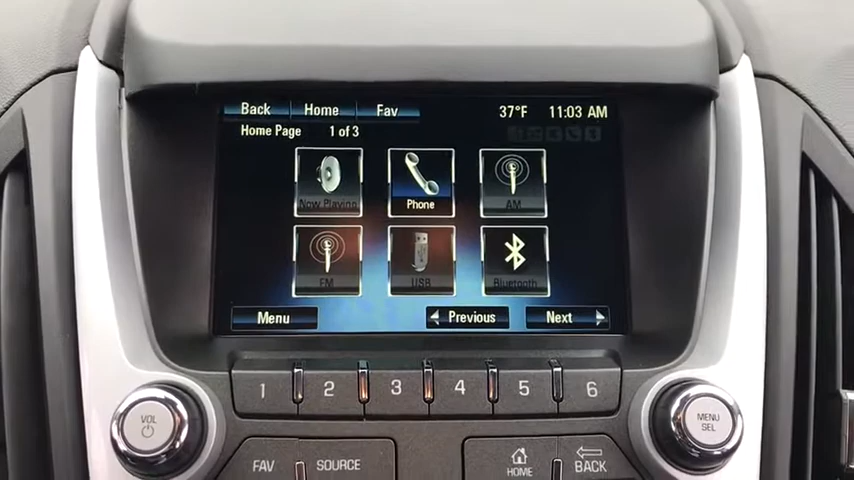 Back Home Fav 37°F 11:03 AM
Home Page 1 of 3
Now Playing Phone AM
FM USB Bluetooth
Menu Previous Next
1 2 3 4 5 6
VOL
MENU
SEL
FAV SOURCE HOME BACK